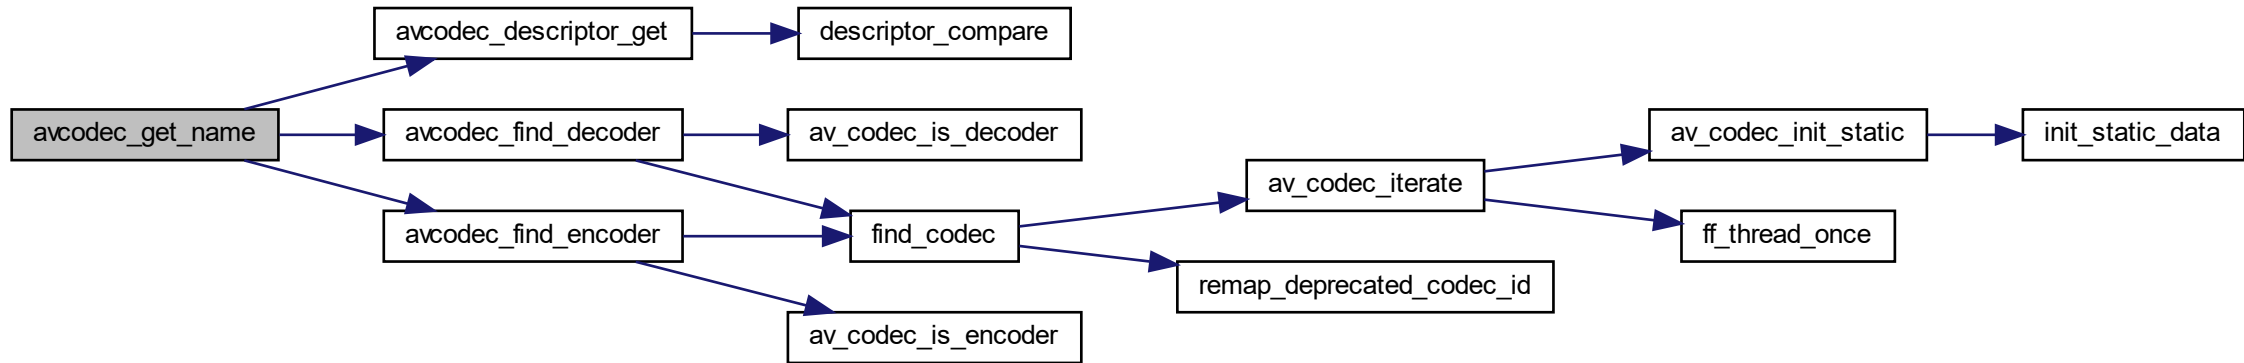 avcodec_descriptor_get
descriptor_compare
avcodec_get_name
avcodec_find_decoder
av_codec_is_decoder
av_codec_init_static
init_static_data
av_codec_iterate
avcodec_find_encoder
find_codec
ff_thread_once
remap_deprecated_codec_id
av_codec_is_encoder